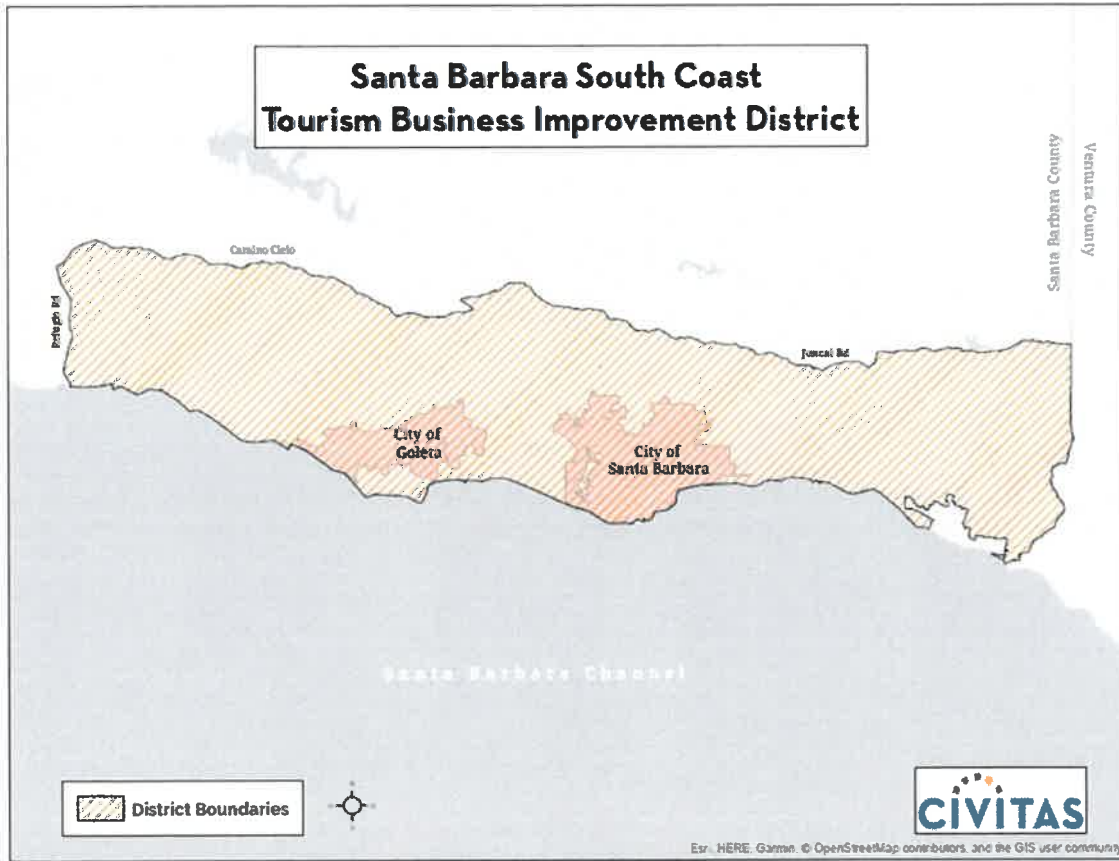 Santa Barbara South Coast
Tourism Business Improvement District
Santa Barbara County
Ventura County
Camino Cielo
Refugio Rd
Juncal Rd
City of
Goleta
City of
Santa Barbara
Santa Barbara Channel
District Boundaries
CIVITAS
Esri, HERE, Garmin, © OpenStreetMap contributors, and the GIS user communit